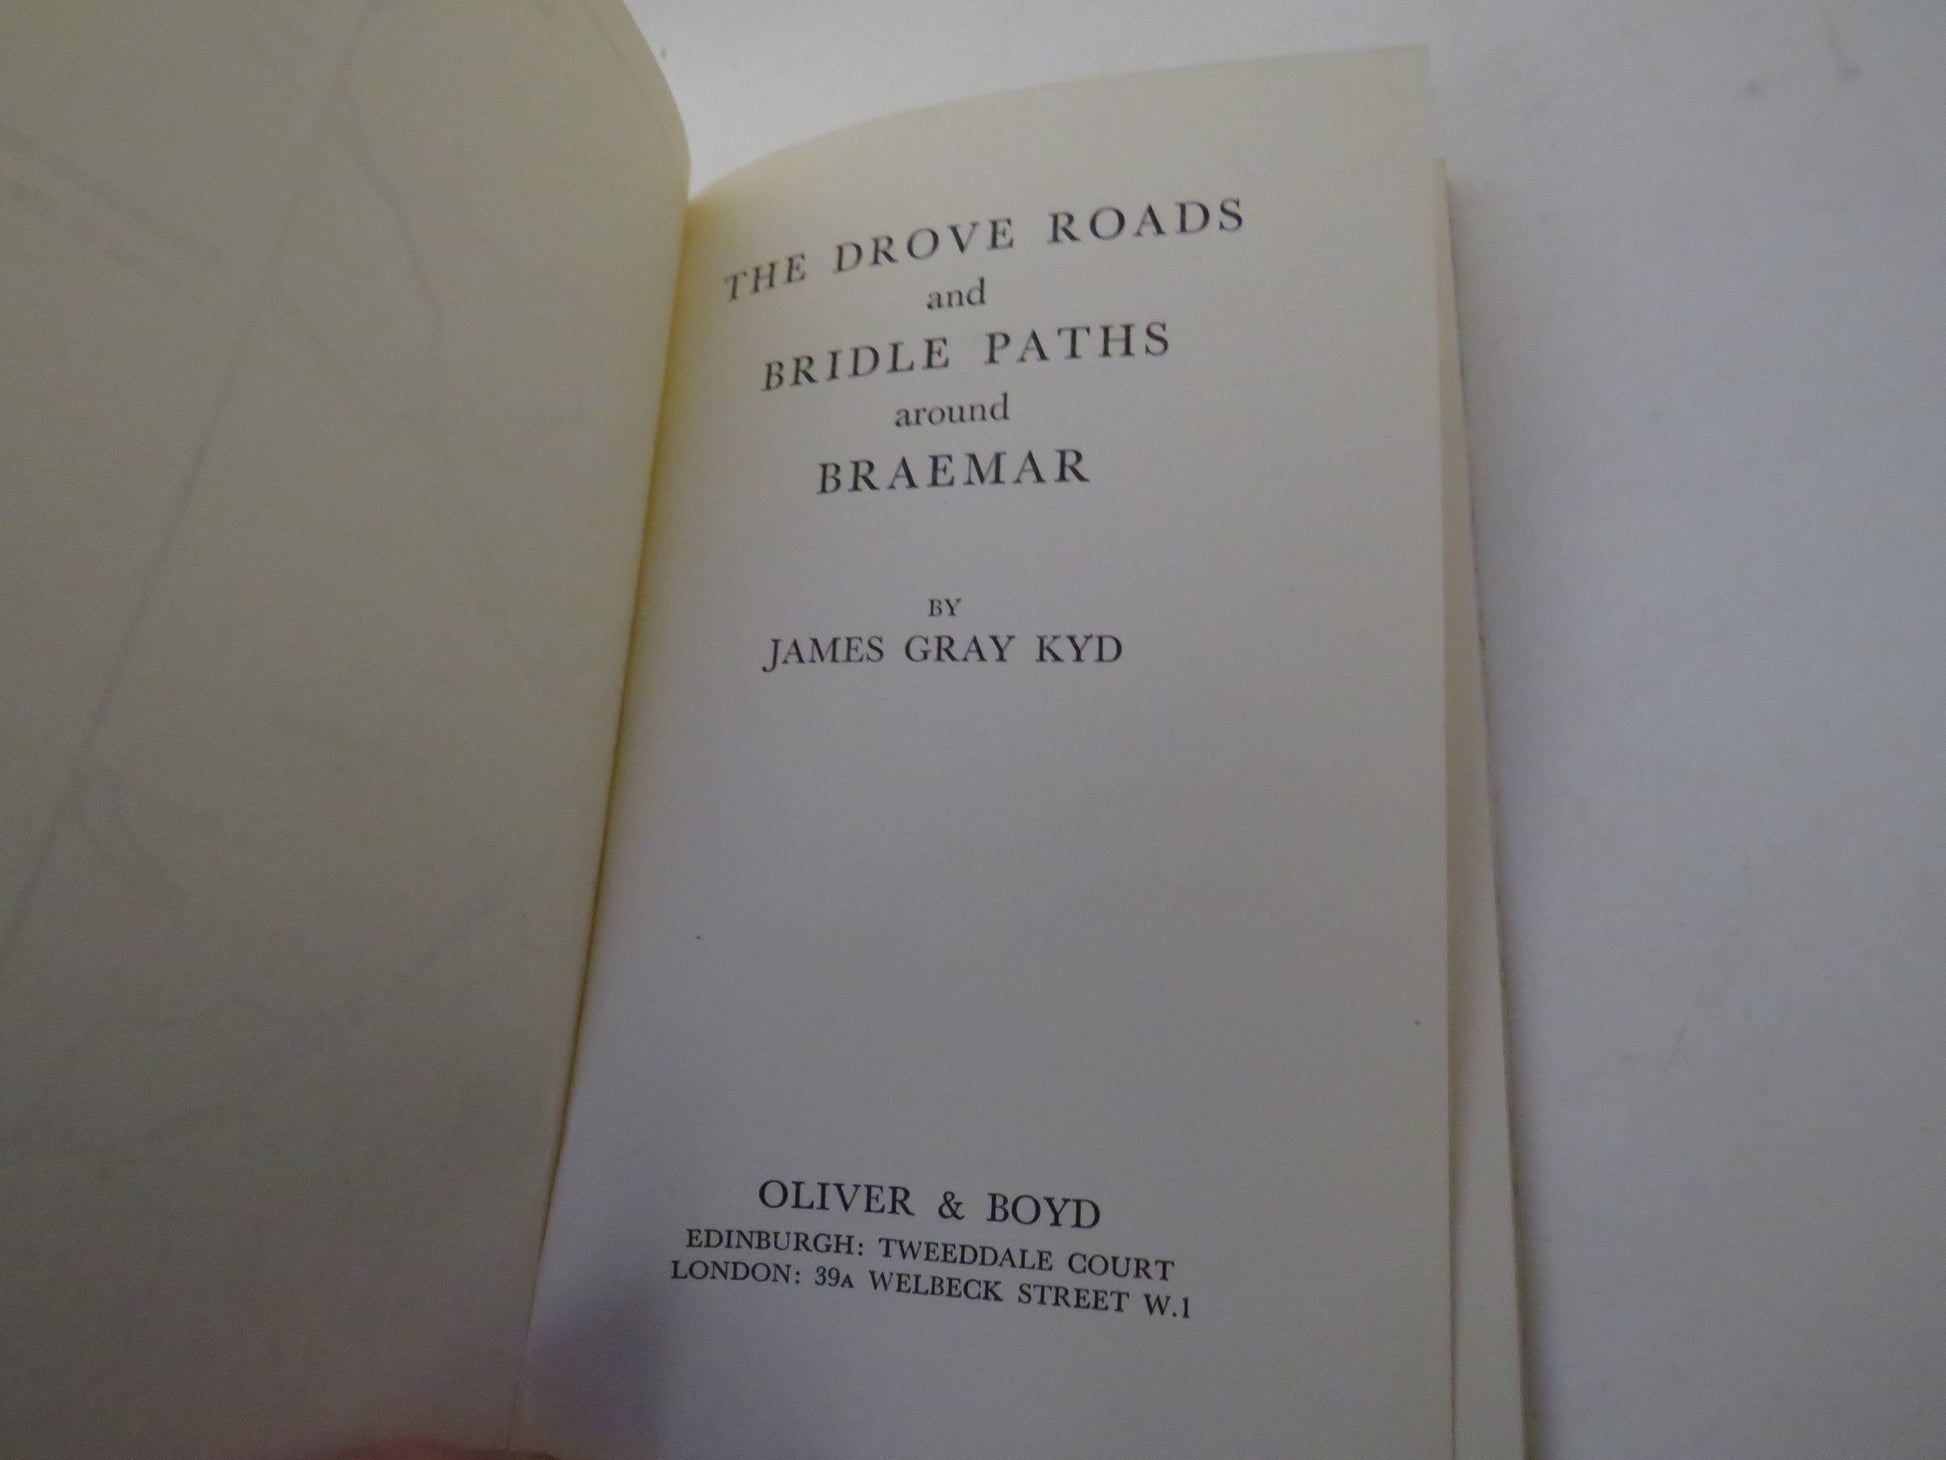 THE DROVE ROADS
and
BRIDLE PATHS
around
BRAEMAR
BY
JAMES GRAY KYD
OLIVER & BOYD
EDINBURGH: TWEEDDALE COURT
LONDON: 39A WELBECK STREET W.1